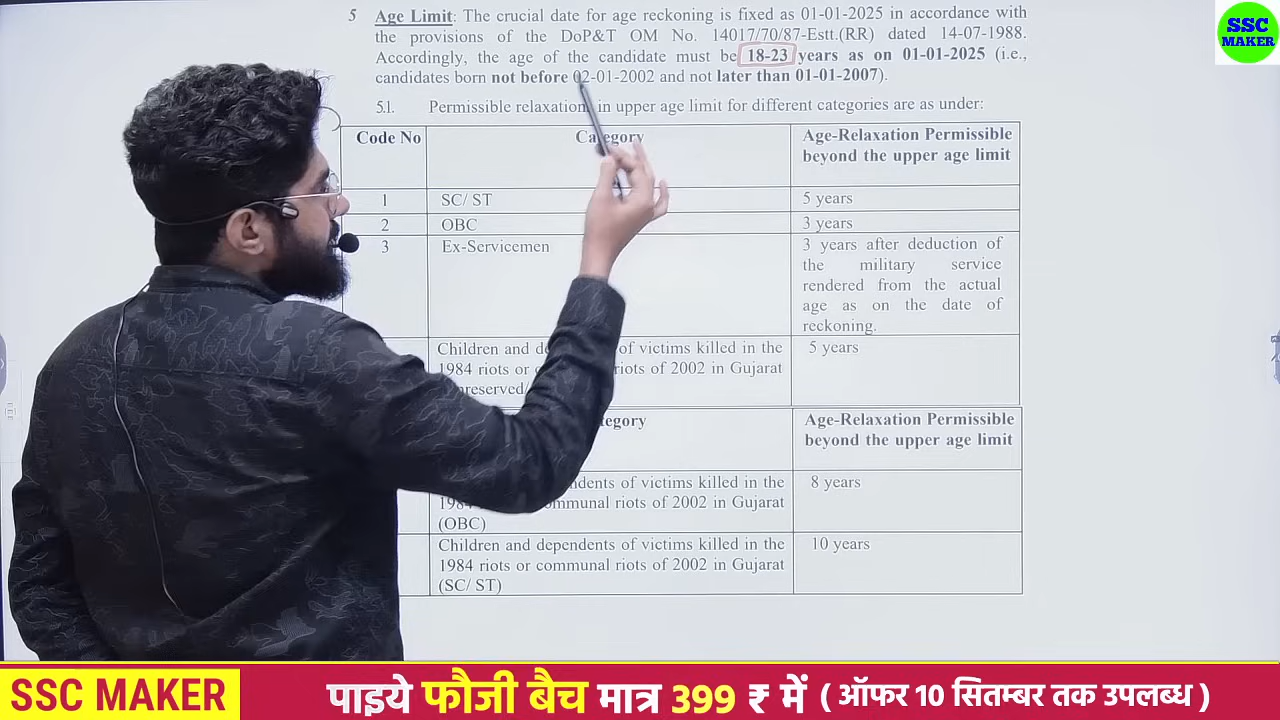 SSC
MAKER
5 Age Limit: The crucial date for age reckoning is fixed as 01-01-2025 in accordance with
the provisions of the DoP&T OM No. 14017/70/87-Estt.(RR) dated 14-07-1988.
Accordingly, the age of the candidate must be 18-23 years as on 01-01-2025 (i.e.,
candidates born not before 02-01-2002 and not later than 01-01-2007).
5.1. Permissible relaxation in upper age limit for different categories are as under:
Code No Category Age-Relaxation Permissible
beyond the upper age limit
1 SC/ ST 5 years
2 OBC 3 years
3 Ex-Servicemen 3 years after deduction of
the military service
rendered from the actual
age as on the date of
reckoning.
Children and of victims killed in the 5 years
1984 riots or riots of 2002 in Gujarat
Age-Relaxation Permissible
beyond the upper age limit
of victims killed in the 8 years
riots of 2002 in Gujarat
(OBC)
Children and dependents of victims killed in the 10 years
1984 riots or communal riots of 2002 in Gujarat
(SC/ ST)
SSC MAKER पाइये फौजी बैच मात्र 399 ₹ में ( ऑफर 10 सितम्बर तक उपलब्ध )